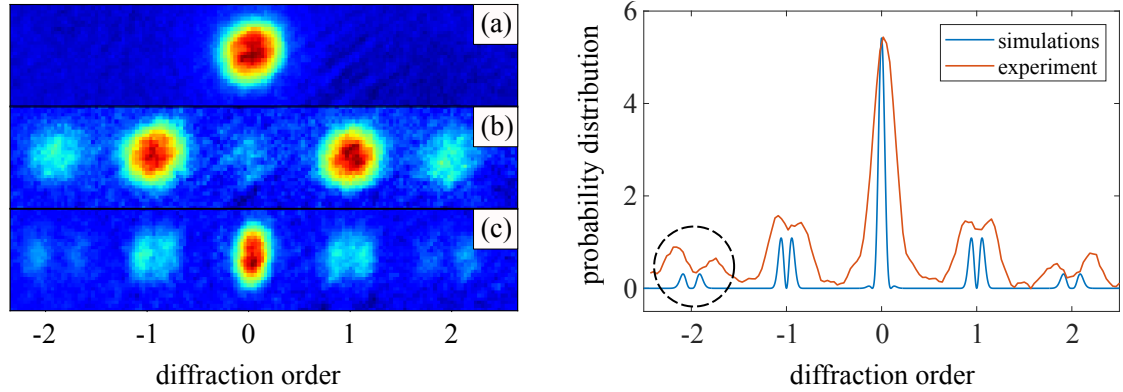 (a)
(b)
(c)
-2 -1 0 1 2
diffraction order
probability distribution
6
4
2
0
simulations
experiment
-2 -1 0 1 2
diffraction order